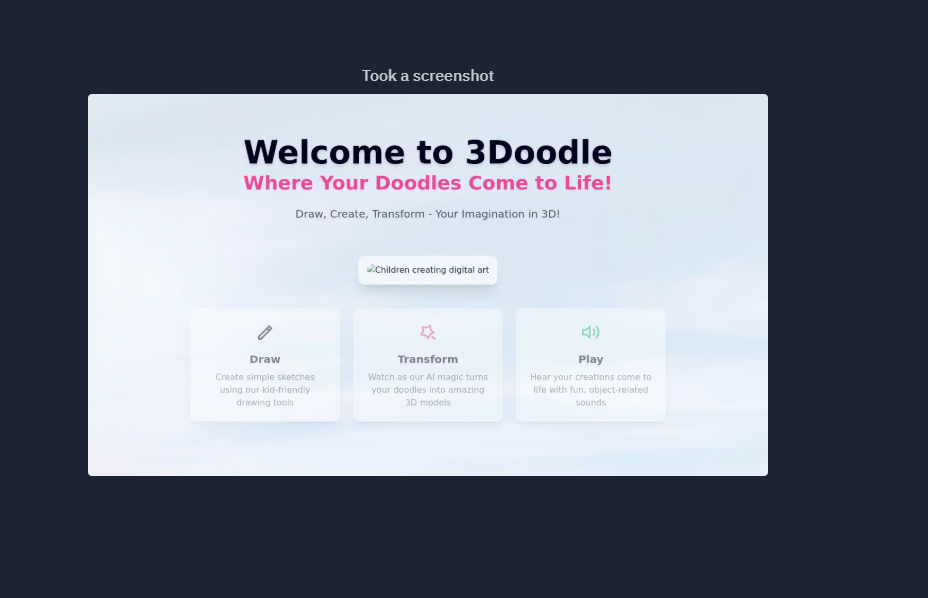 Took a screenshot
Welcome to 3Doodle
Where Your Doodles Come to Life!
Draw, Create, Transform - Your Imagination in 3D!
Children creating digital art
Draw
Create simple sketches
using our kid-friendly
drawing tools
Transform
Watch as our AI magic turns
your doodles into amazing
3D models
Play
Hear your creations come to
life with fun, object-related
sounds